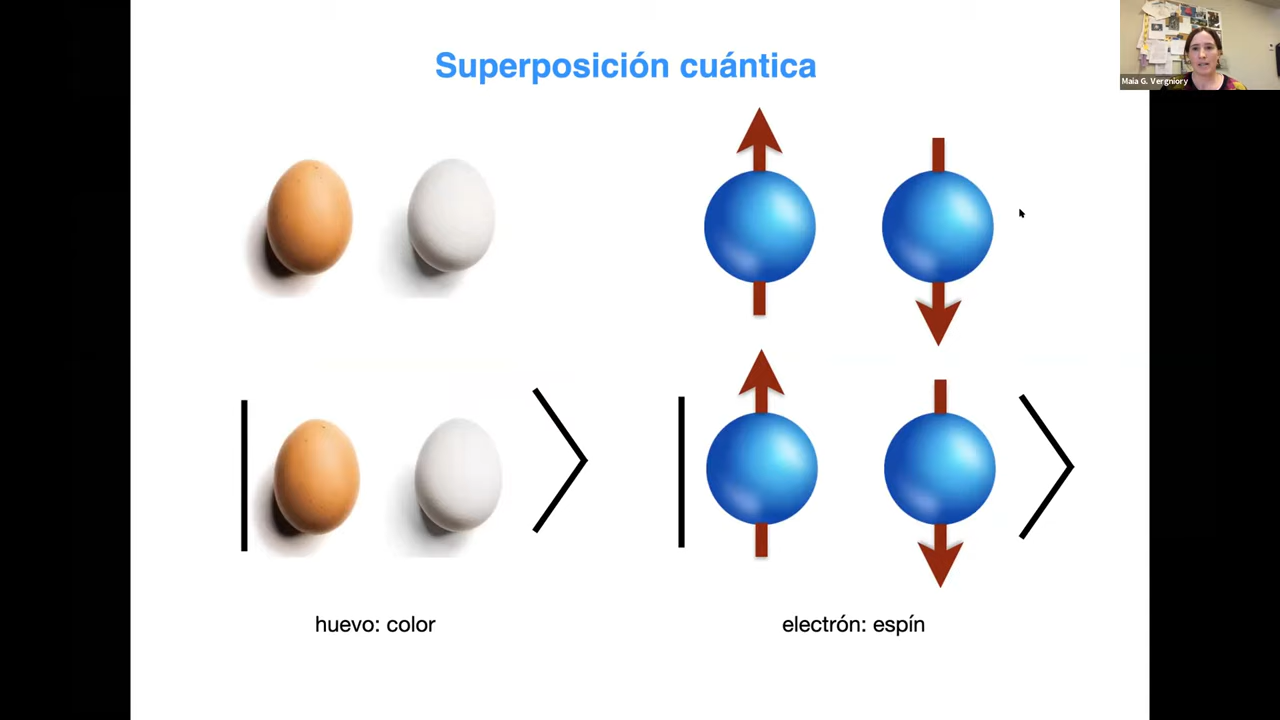 Superposición cuántica
Maia G. Vergniory
huevo: color
electrón: espín